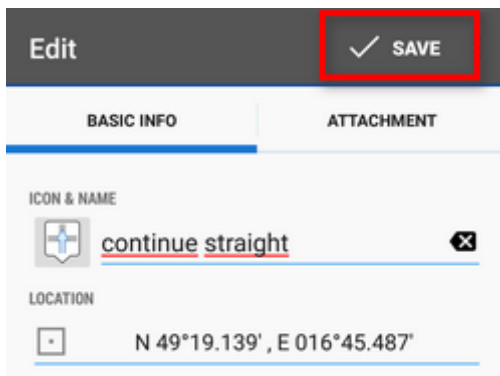 Edit SAVE
BASIC INFO ATTACHMENT
ICON & NAME
continue straight
LOCATION
N 49°19.139' , E 016°45.487'